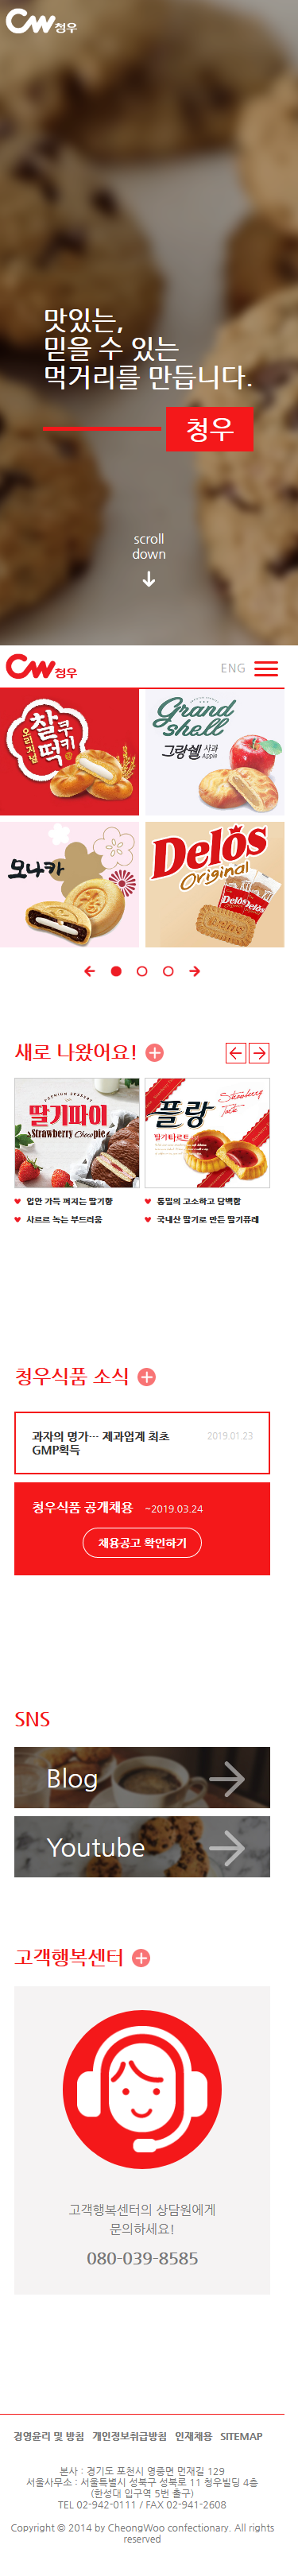 CW청우
맛있는,
믿을 수 있는
먹거리를 만듭니다.
청우
scroll
down
CW청우
ENG
오리지널
찰떡쿠키
Grand
shell
그랑쉘 사과
Apple
모나카
Delos
Original
Delos Delos
새로 나왔어요!
PREMIUM DESSERT
딸기파이
Strawberry Chocopie
입안 가득 퍼지는 딸기향
사르르 녹는 부드러움
Strawberry
Tarte
플랑
딸기타르트
통밀의 고소하고 담백함
국내산 딸기로 만든 딸기퓨레
청우식품 소식
과자의 명가… 제과업계 최초
GMP획득
2019.01.23
청우식품 공개채용 ~2019.03.24
채용공고 확인하기
SNS
Blog
Youtube
고객행복센터
고객행복센터의 상담원에게
문의하세요!
080-039-8585
경영윤리 및 방침 개인정보취급방침 인재채용 SITEMAP
본사 : 경기도 포천시 영중면 먼재길 129
서울사무소 : 서울특별시 성북구 성북로 11 청우빌딩 4층
(한성대 입구역 5번 출구)
TEL 02-942-0111 / FAX 02-941-2608
Copyright © 2014 by CheongWoo confectionary. All rights
reserved